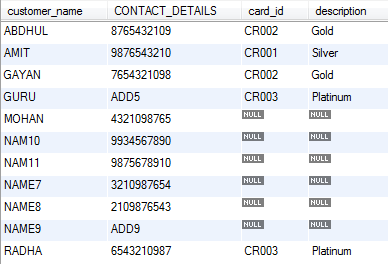 customer_name CONTACT_DETAILS card_id description
ABDHUL 8765432109 CR002 Gold
AMIT 9876543210 CR001 Silver
GAYAN 7654321098 CR002 Gold
GURU ADD5 CR003 Platinum
MOHAN 4321098765 NULL NULL
NAM10 9934567890 NULL NULL
NAM11 9875678910 NULL NULL
NAME7 3210987654 NULL NULL
NAME8 2109876543 NULL NULL
NAME9 ADD9 NULL NULL
RADHA 6543210987 CR003 Platinum